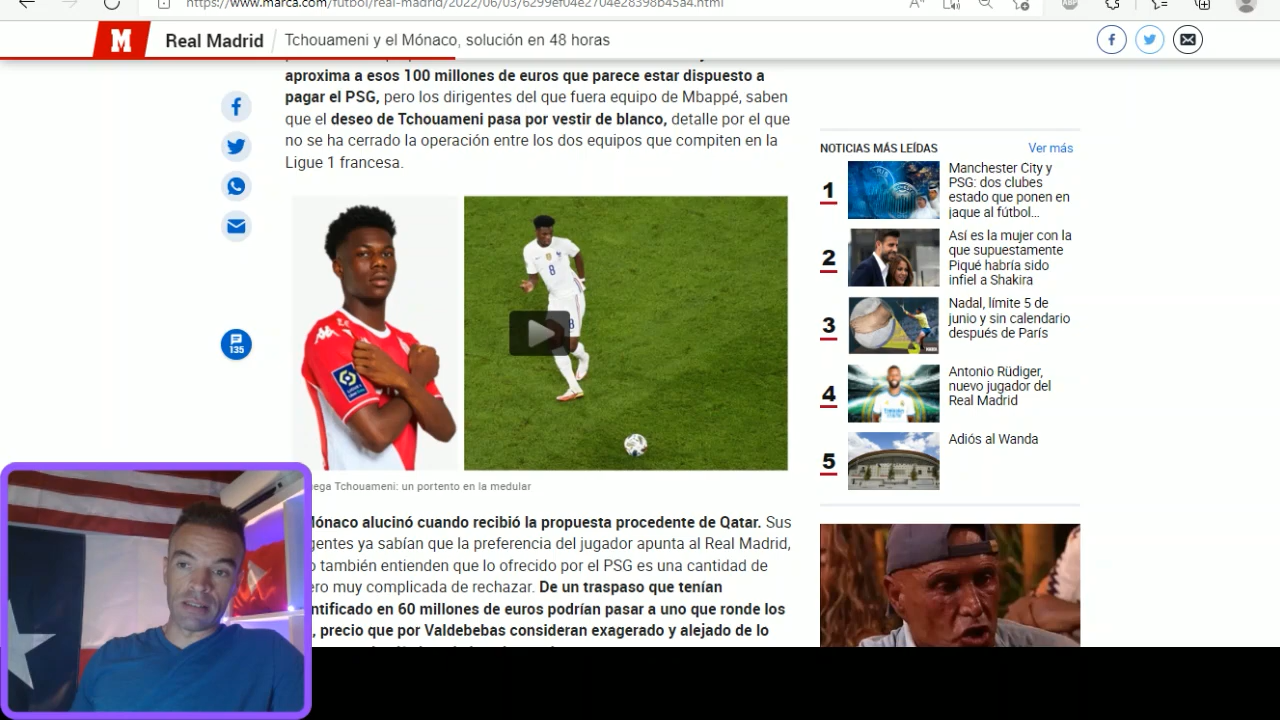 https://www.marca.com/futbol/real-madrid/2022/06/03/6299ef04e2704e28398b45a4.html
M
Real Madrid
Tchouameni y el Mónaco, solución en 48 horas
aproxima a esos 100 millones de euros que parece estar dispuesto a
pagar el PSG, pero los dirigentes del que fuera equipo de Mbappé, saben
que el deseo de Tchouameni pasa por vestir de blanco, detalle por el que
no se ha cerrado la operación entre los dos equipos que compiten en la
Ligue 1 francesa.
135
ega Tchouameni: un portento en la medular
ónaco alucinó cuando recibió la propuesta procedente de Qatar. Sus
gentes ya sabían que la preferencia del jugador apunta al Real Madrid,
o también entienden que lo ofrecido por el PSG es una cantidad de
ero muy complicada de rechazar. De un traspaso que tenían
ntificado en 60 millones de euros podrían pasar a uno que ronde los
, precio que por Valdebebas consideran exagerado y alejado de lo
NOTICIAS MÁS LEÍDAS
Ver más
1
Manchester City y
PSG: dos clubes
estado que ponen en
jaque al fútbol...
2
Así es la mujer con la
que supuestamente
Piqué habría sido
infiel a Shakira
3
Nadal, límite 5 de
junio y sin calendario
después de París
4
Antonio Rüdiger,
nuevo jugador del
Real Madrid
5
Adiós al Wanda